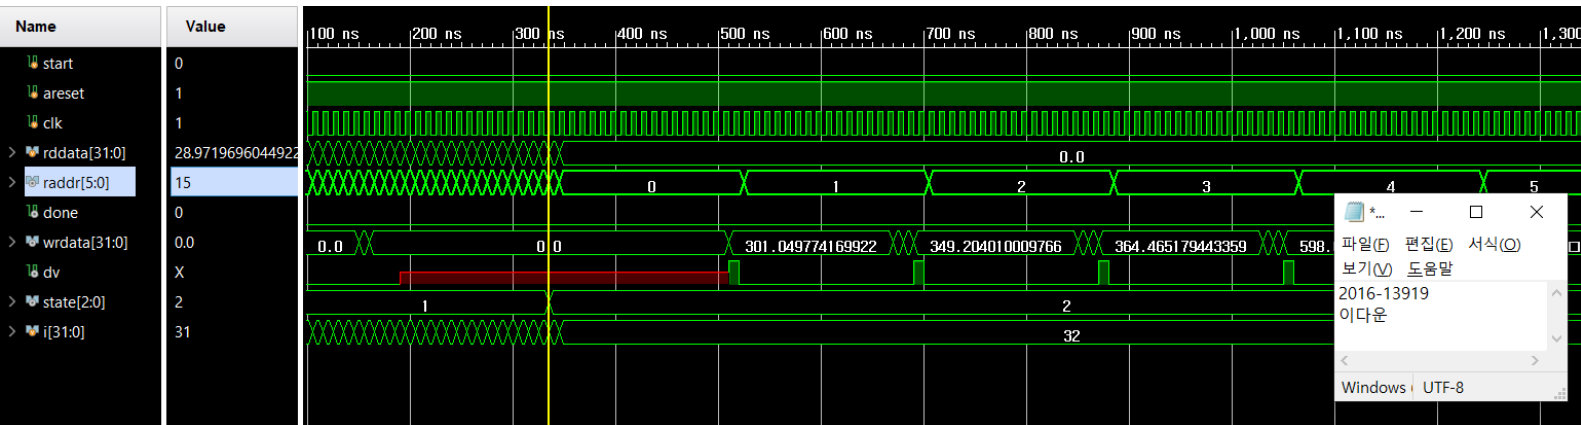 Name Value
100 ns 200 ns 300 ns 400 ns 500 ns 600 ns 700 ns 800 ns 900 ns 1,000 ns 1,100 ns 1,200 ns 1,300
start 0
areset 1
clk 1
rddata[31:0] 28.9719696044922 0.0
raddr[5:0] 15 0 1 2 3 4 5
done 0
wrdata[31:0] 0.0 0.0 0 0 301.049774169922 349.204010009766 364.465179443359 598.
dv X
state[2:0] 2 1 2
i[31:0] 31 32
*...
파일(F) 편집(E) 서식(O)
보기(V) 도움말
2016-13919
이다운
Windows UTF-8